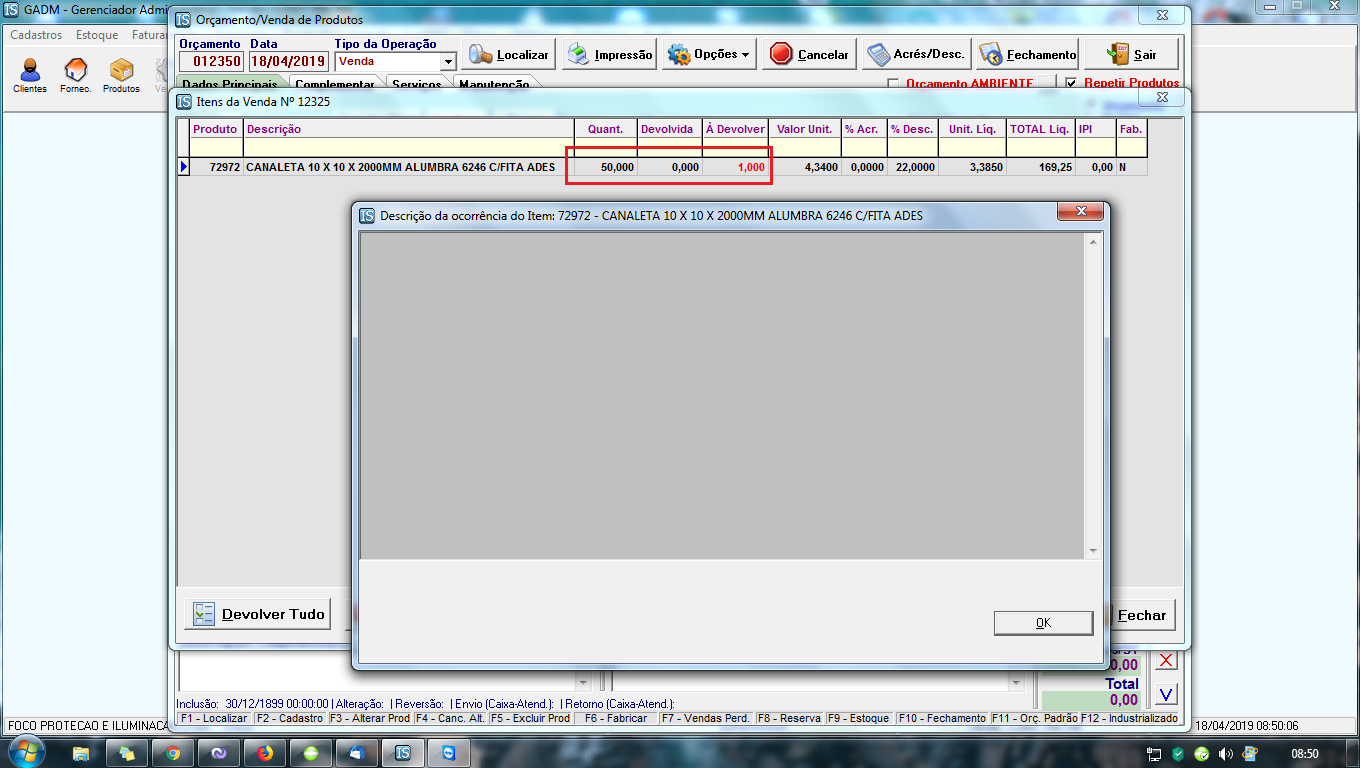 GADM - Gerenciador Admi
Orçamento/Venda de Produtos
Cadastros Estoque Fatura
Orçamento Data Tipo da Operação
012350 18/04/2019 Venda
Localizar Impressão Opções Cancelar Acrés/Desc. Fechamento Sair
Clientes Fornec. Produtos
Dados Principais Complementar Serviços Manutenção Orçamento AMBIENTE Repetir Produtos
Itens da Venda Nº 12325
Produto Descrição Quant. Devolvida À Devolver Valor Unit. % Acr. % Desc. Unit. Líq. TOTAL Liq. IPI Fab.
72972 CANALETA 10 X 10 X 2000MM ALUMBRA 6246 C/FITA ADES 50,000 0,000 1,000 4,3400 0,0000 22,0000 3,3850 169,25 0,00 N
Descrição da ocorrência do Item: 72972 - CANALETA 10 X 10 X 2000MM ALUMBRA 6246 C/FITA ADES
Devolver Tudo
OK
Fechar
0,00
Total
0,00
V
Inclusão: 30/12/1899 00:00:00 | Alteração: | Reversão: | Envio (Caixa-Atend.): | Retorno (Caixa-Atend.):
F1 - Localizar F2 - Cadastro F3 - Alterar Prod F4 - Canc. Alt. F5 - Excluir Prod F6 - Fabricar F7 - Vendas Perd. F8 - Reserva F9 - Estoque F10 - Fechamento F11 - Orç. Padrão F12 - Industrializado
FOCO PROTECAO E ILUMINACA
18/04/2019 08:50:06
08:50